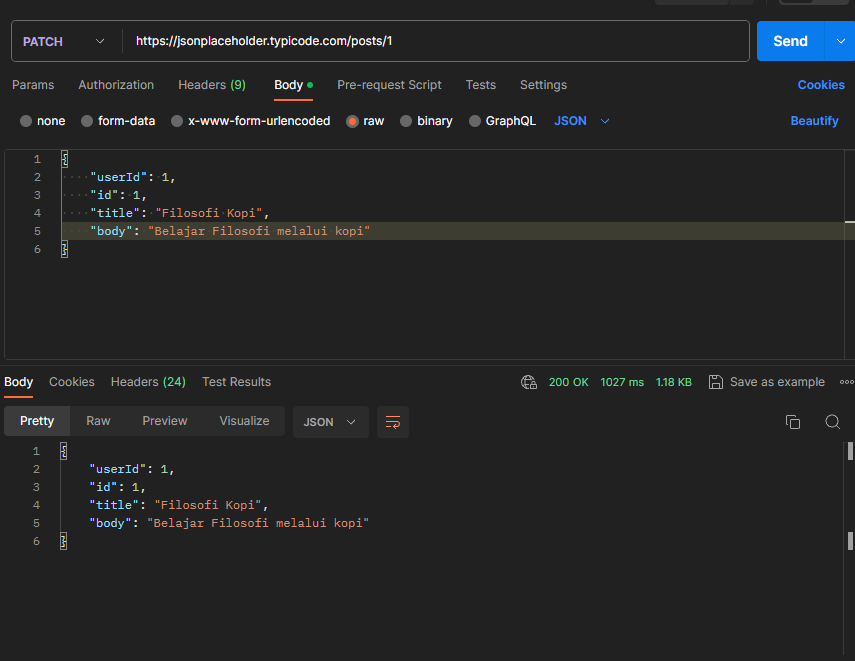 PATCH https://jsonplaceholder.typicode.com/posts/1 Send
Params Authorization Headers (9) Body Pre-request Script Tests Settings Cookies
none form-data x-www-form-urlencoded raw binary GraphQL JSON Beautify
1 {
2 "userId": 1,
3 "id": 1,
4 "title": "Filosofi Kopi",
5 "body": "Belajar Filosofi melalui kopi"
6 }
Body Cookies Headers (24) Test Results 200 OK 1027 ms 1.18 KB Save as example
Pretty Raw Preview Visualize JSON
1 {
2 "userId": 1,
3 "id": 1,
4 "title": "Filosofi Kopi",
5 "body": "Belajar Filosofi melalui kopi"
6 }